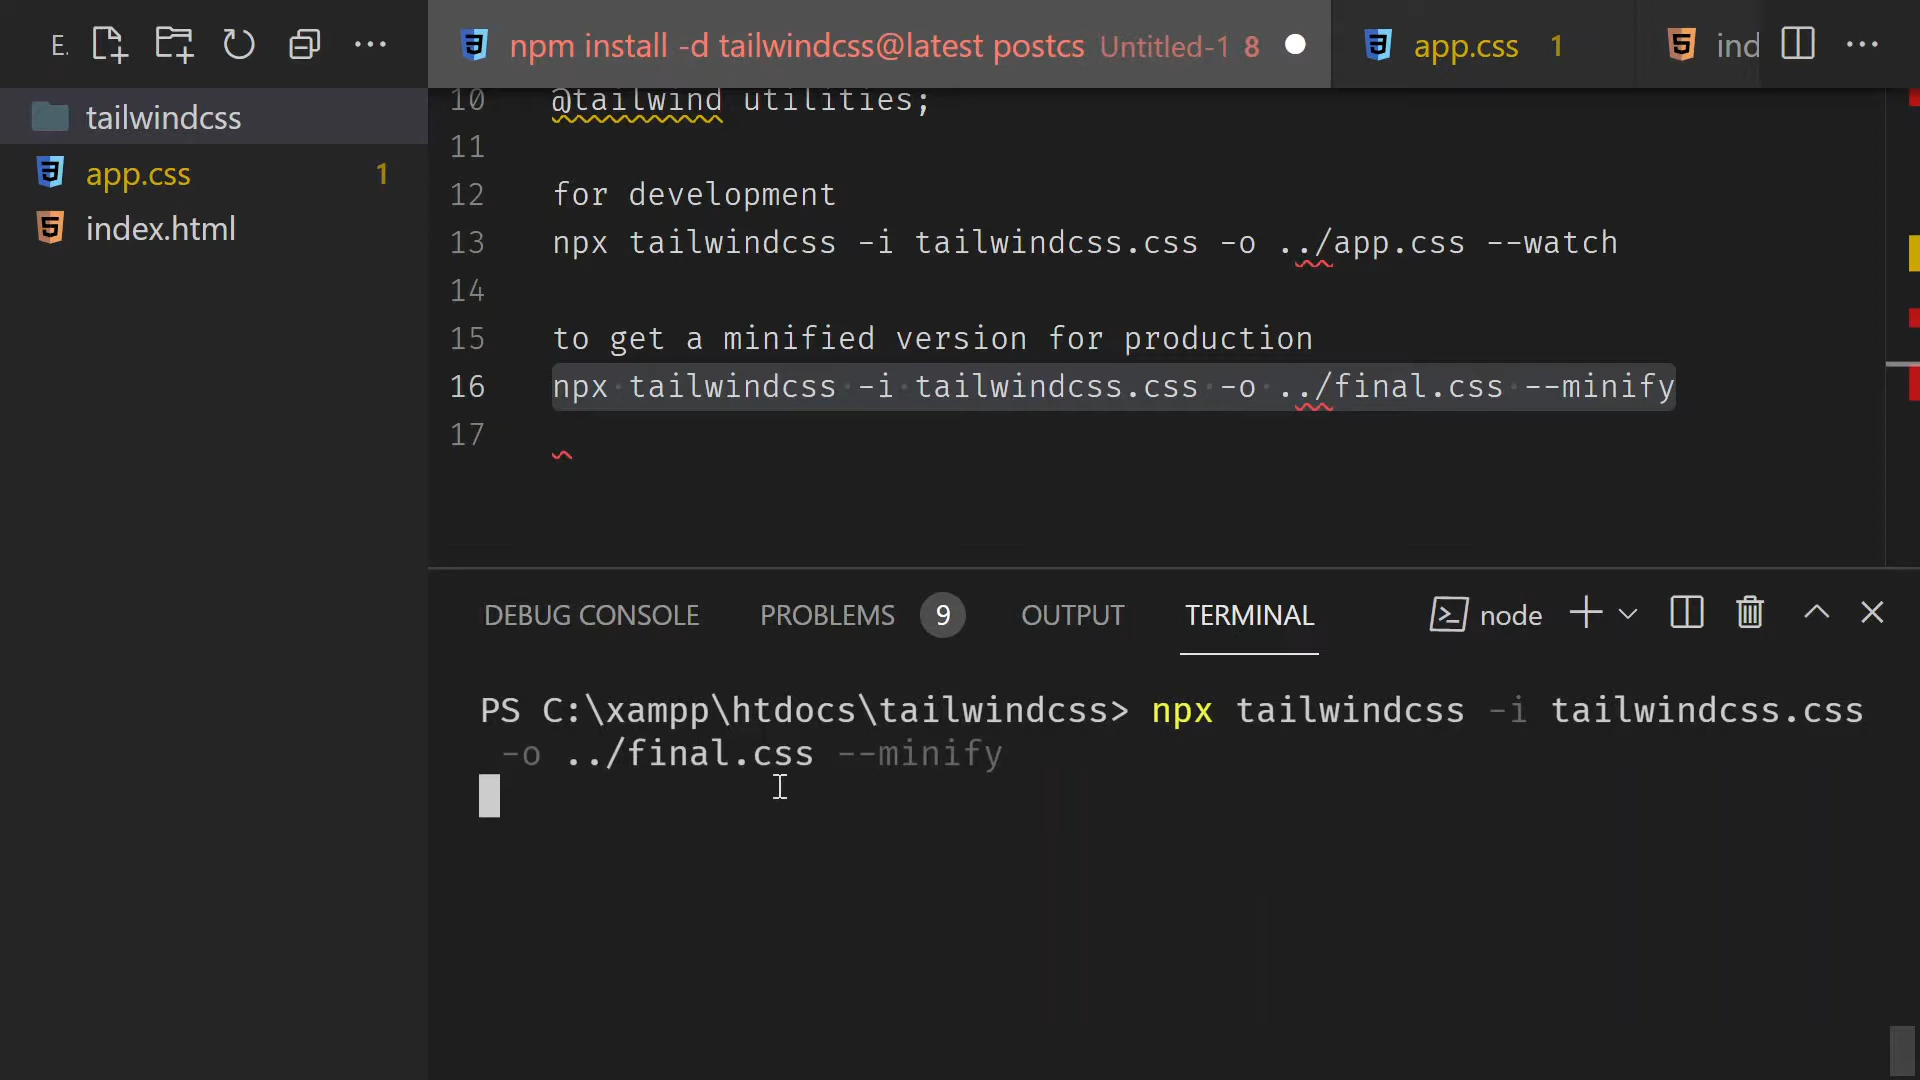 E.
npm install -d tailwindcss@latest postcs Untitled-1 8
app.css 1
ind
tailwindcss
app.css 1
index.html
10 @tailwind utilities;
11
12 for development
13 npx tailwindcss -i tailwindcss.css -o ../app.css --watch
14
15 to get a minified version for production
16 npx tailwindcss -i tailwindcss.css -o ../final.css --minify
17
DEBUG CONSOLE PROBLEMS 9 OUTPUT TERMINAL node
PS C:\xampp\htdocs\tailwindcss> npx tailwindcss -i tailwindcss.css
-o ../final.css --minify